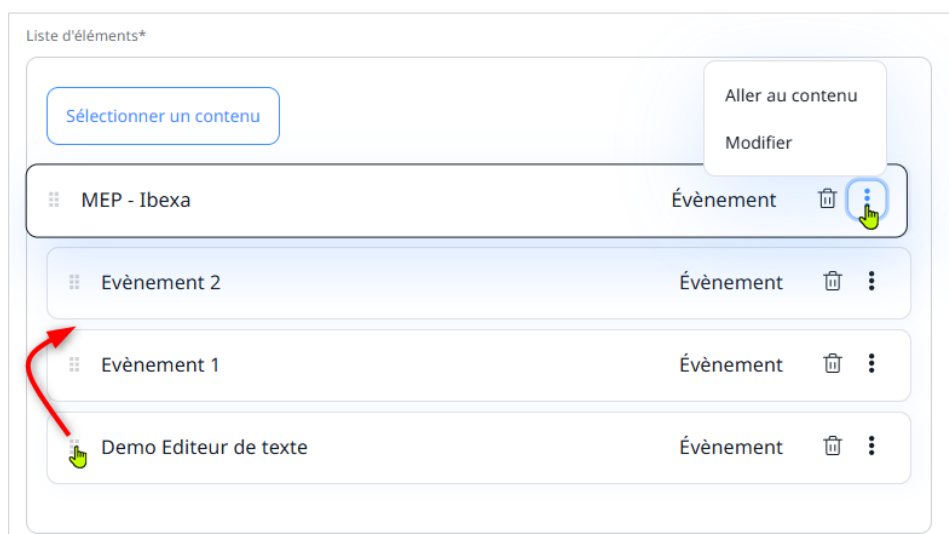 Liste d'éléments*
Sélectionner un contenu
Aller au contenu
Modifier
MEP - Ibexa Évènement
Evènement 2 Évènement
Evènement 1 Évènement
Demo Editeur de texte Évènement